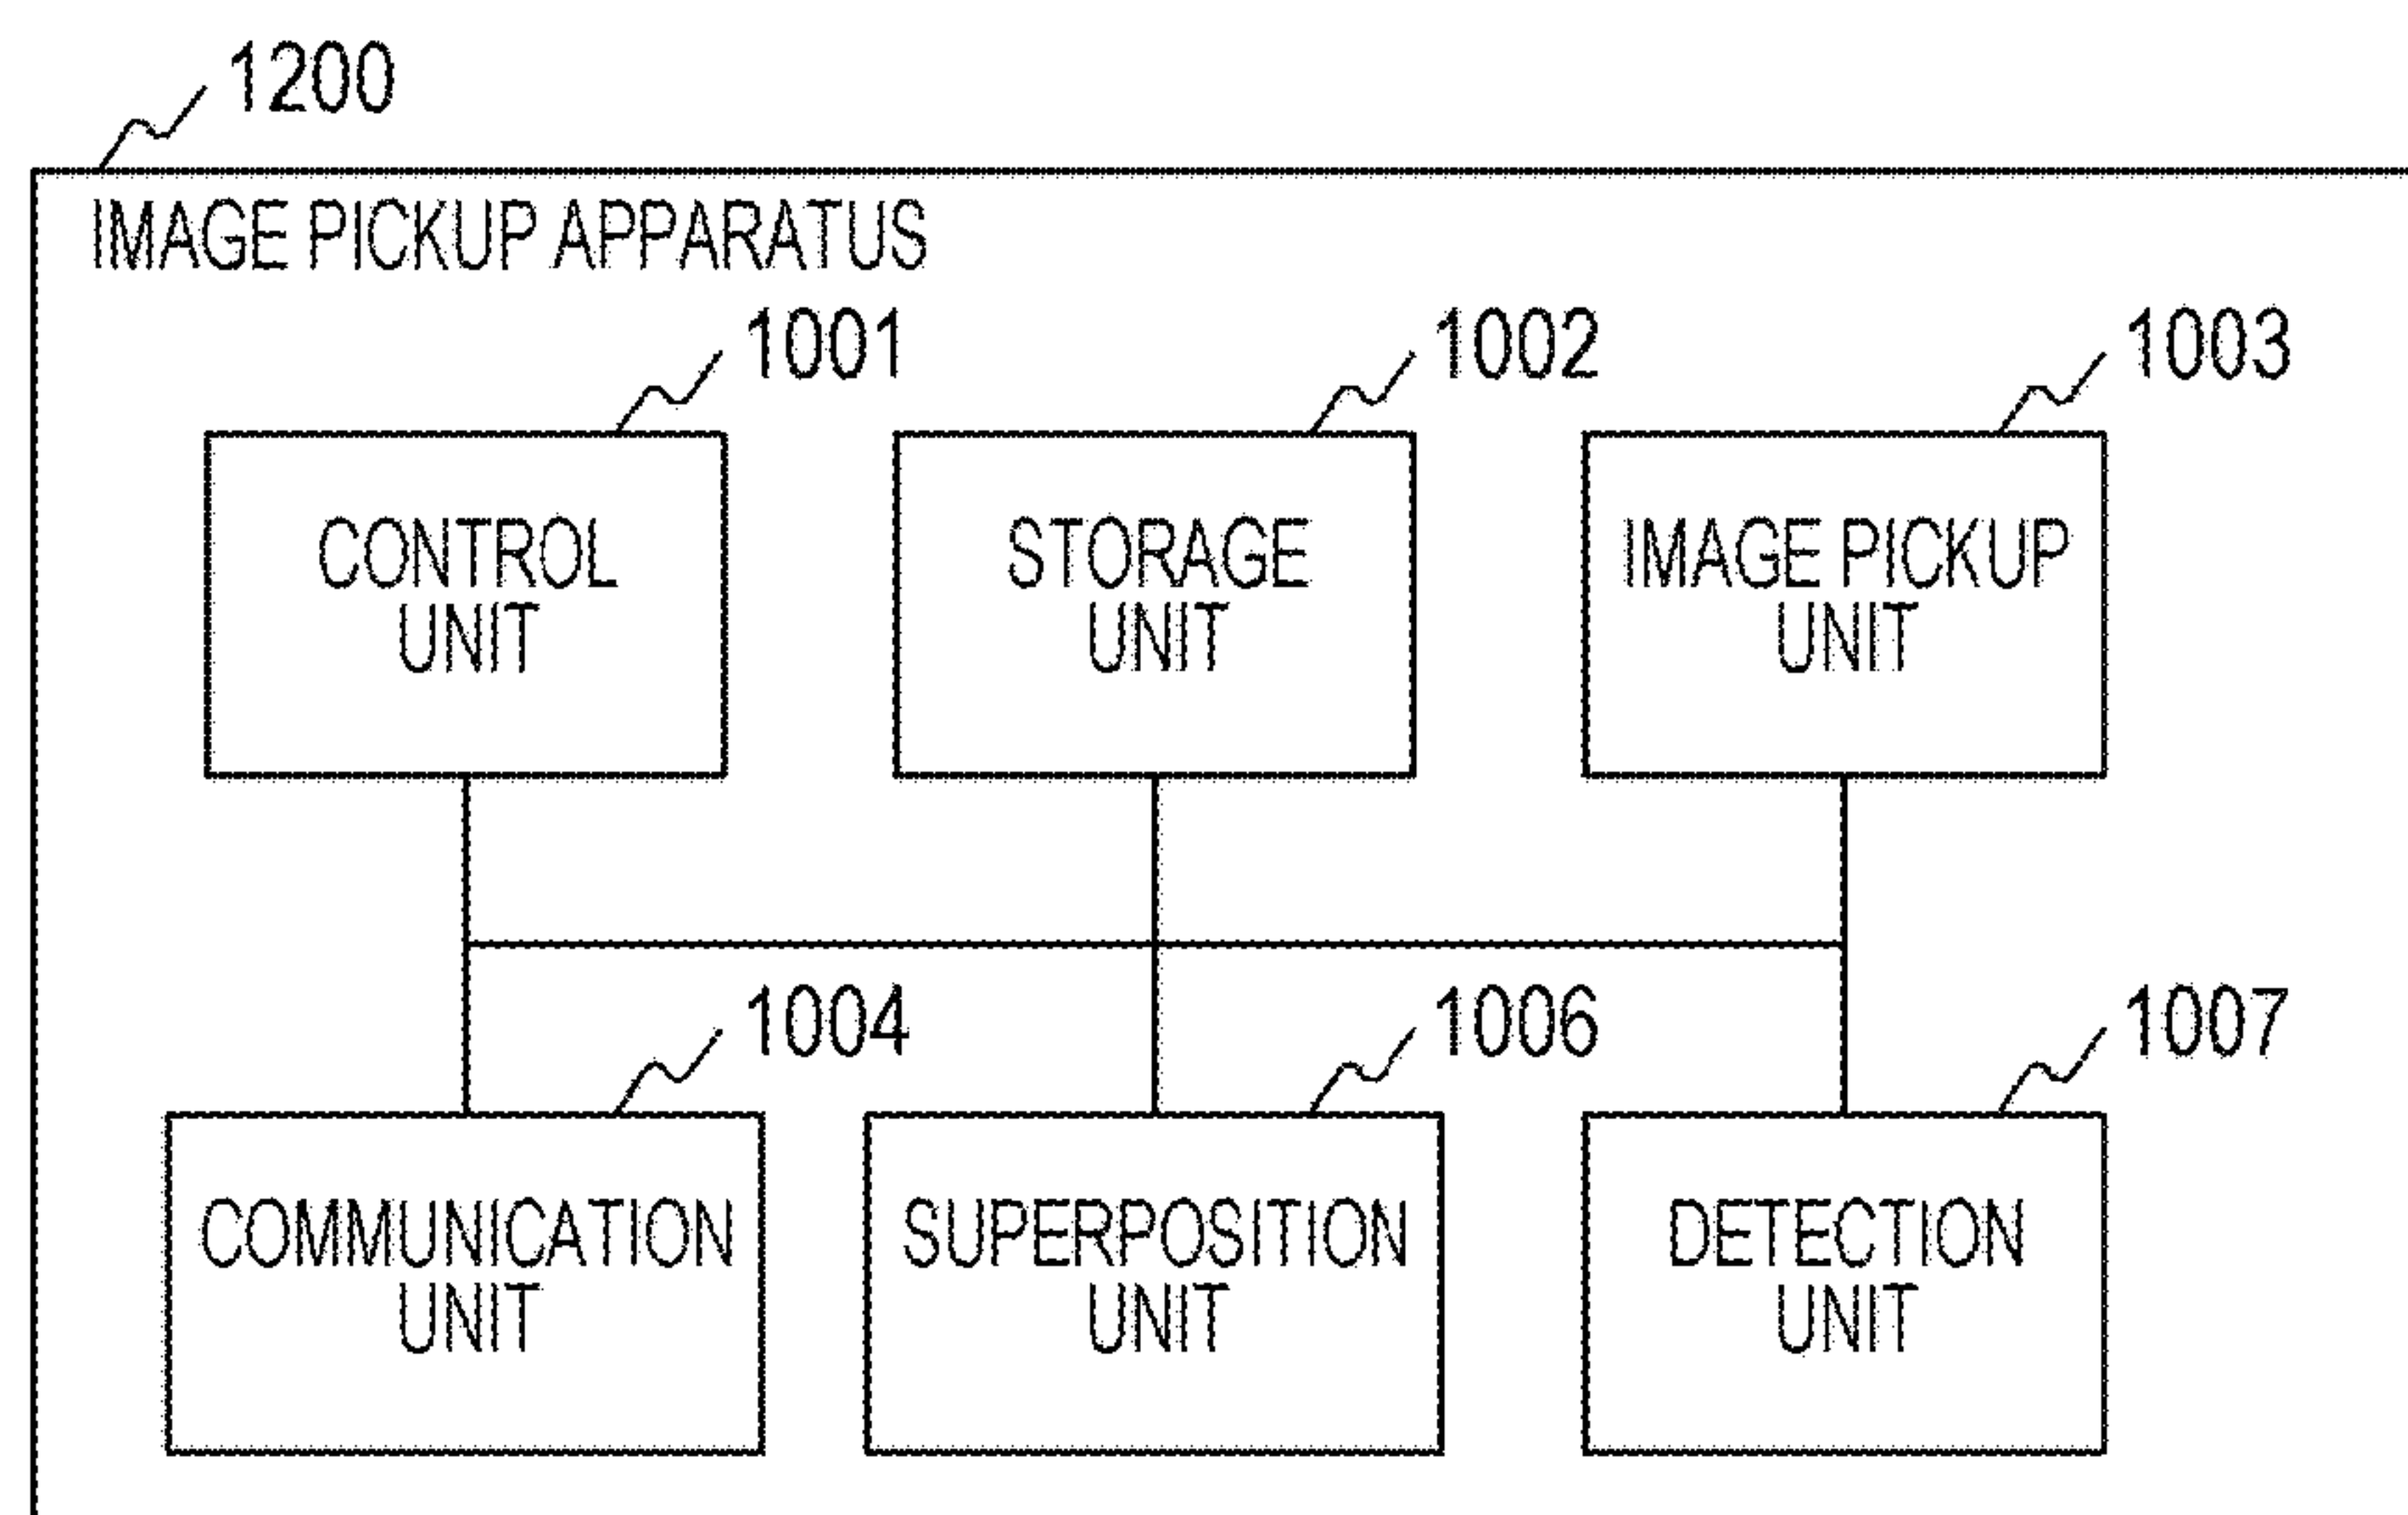 1200
IMAGE PICKUP APPARATUS
1001
1002
1003
CONTROL
UNIT
STORAGE
UNIT
IMAGE PICKUP
UNIT
1004
1006
1007
COMMUNICATION
UNIT
SUPERPOSITION
UNIT
DETECTION
UNIT